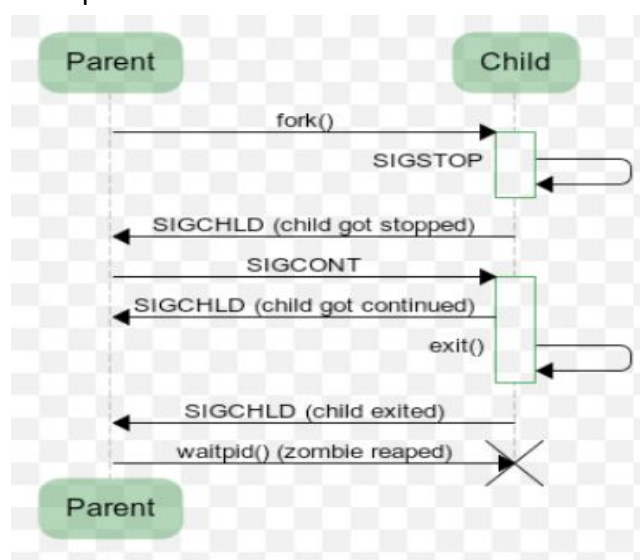 Parent
Child
fork()
SIGSTOP
SIGCHLD (child got stopped)
SIGCONT
SIGCHLD (child got continued)
exit()
SIGCHLD (child exited)
waitpid() (zombie reaped)
Parent